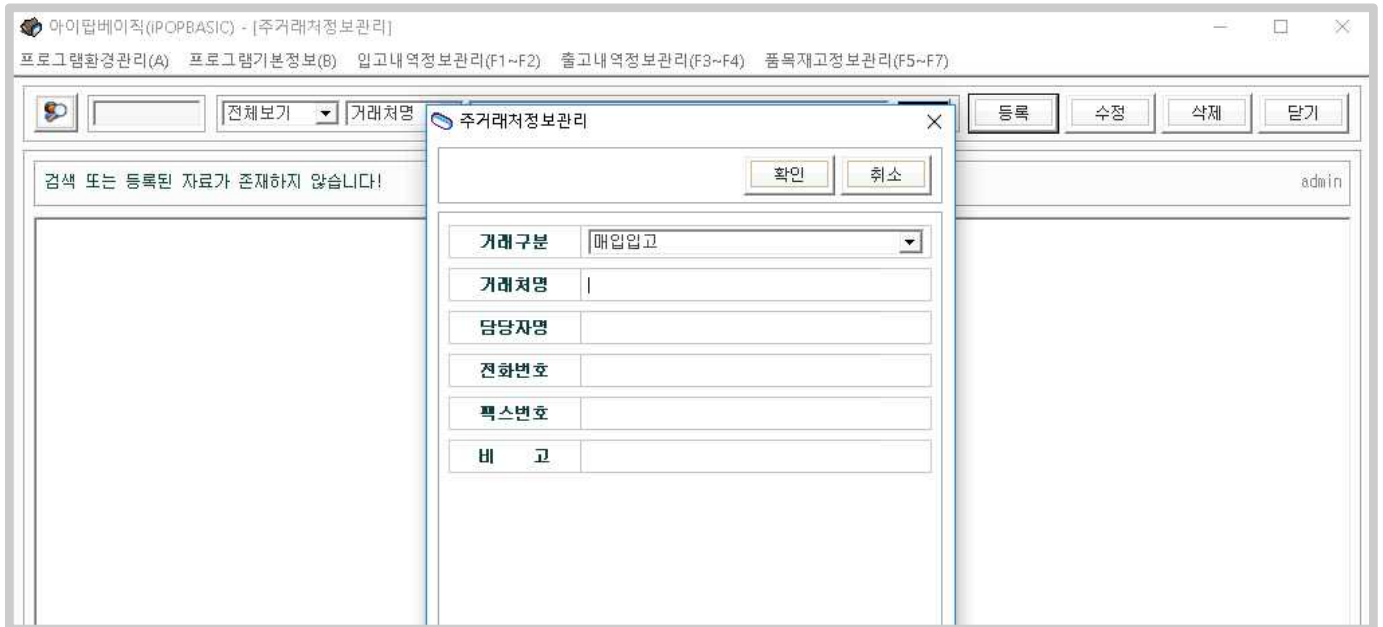 아이팝베이직(iPOPBASIC) - [주거래처정보관리]
프로그램환경관리(A) 프로그램기본정보(B) 입고내역정보관리(F1~F2) 출고내역정보관리(F3~F4) 품목재고정보관리(F5~F7)
전체보기 거래처명 등록 수정 삭제 닫기
주거래처정보관리
확인 취소
검색 또는 등록된 자료가 존재하지 않습니다! admin
거래구분 매입입고
거래처명
담당자명
전화번호
팩스번호
비 고